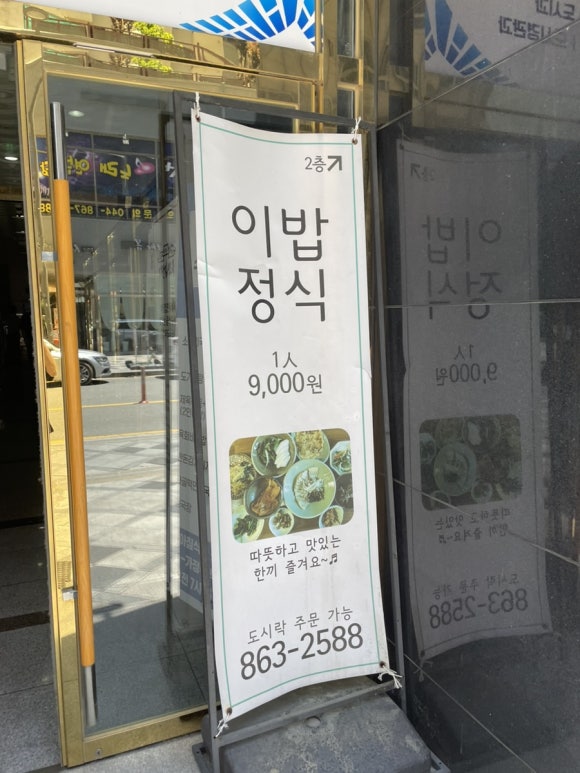 2층↗
이밥
정식
1人
9,000원
따뜻하고 맛있는
한끼 즐겨요~♬
도시락 주문 가능
863-2588